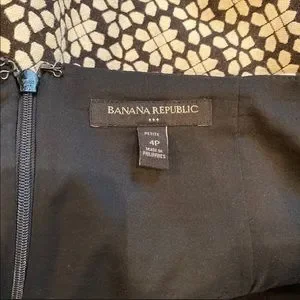 BANANA REPUBLIC
PETITE
4P
MADE IN
PHILIPPINES